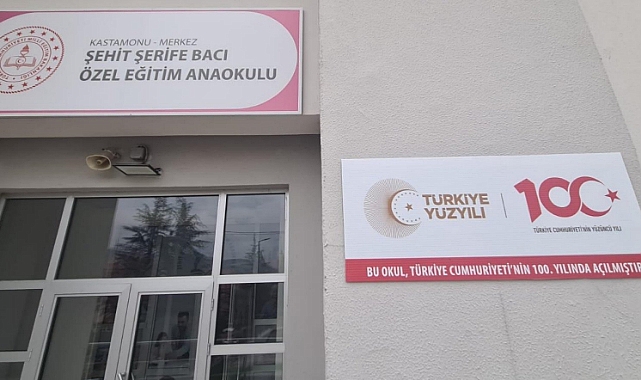 KASTAMONU - MERKEZ
ŞEHİT ŞERİFE BACI
ÖZEL EĞİTİM ANAOKULU
TÜRKİYE
YÜZYILI
100
TÜRKİYE CUMHURİYETİ'NİN YÜZÜNCÜ YILI
BU OKUL, TÜRKİYE CUMHURİYETİ'NİN 100. YILINDA AÇILMIŞTIR